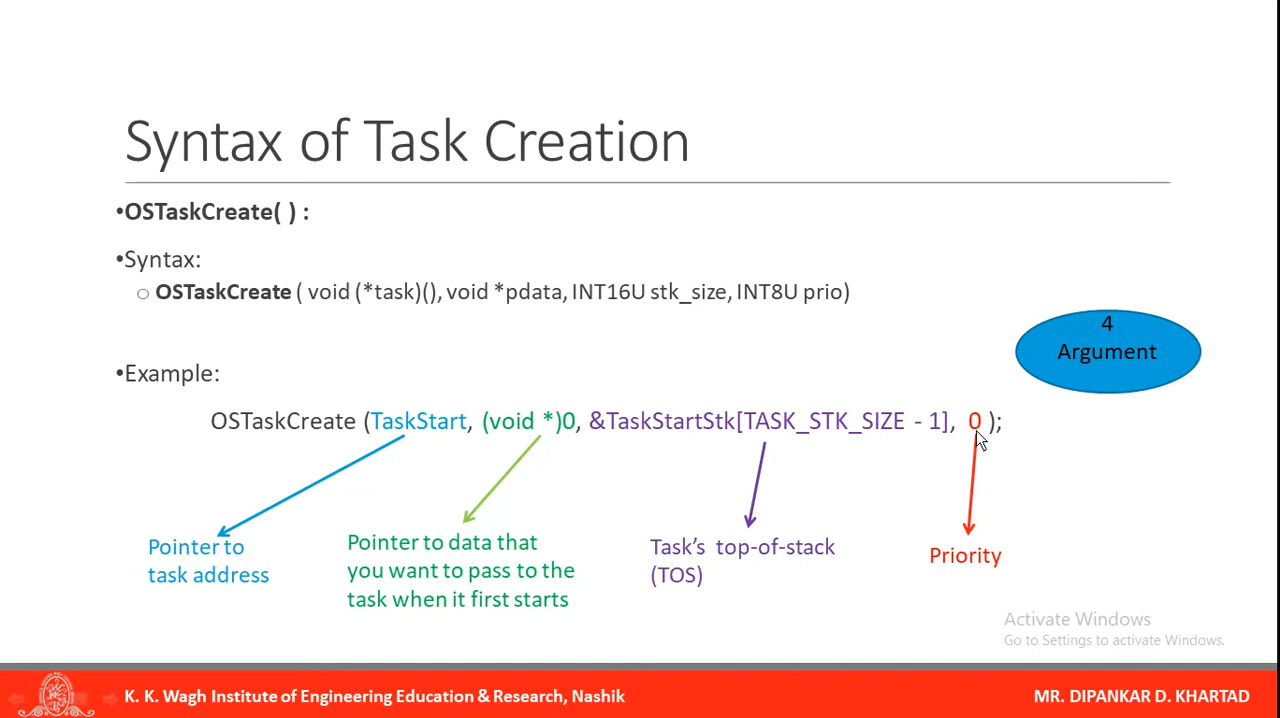 Syntax of Task Creation
•OSTaskCreate( ) :
•Syntax:
○ OSTaskCreate ( void (*task)(), void *pdata, INT16U stk_size, INT8U prio)
4
Argument
•Example:
OSTaskCreate (TaskStart, (void *)0, &TaskStartStk[TASK_STK_SIZE - 1], 0 );
Pointer to
task address
Pointer to data that
you want to pass to the
task when it first starts
Task's top-of-stack
(TOS)
Priority
Activate Windows
Go to Settings to activate Windows.
K. K. Wagh Institute of Engineering Education & Research, Nashik
MR. DIPANKAR D. KHARTAD